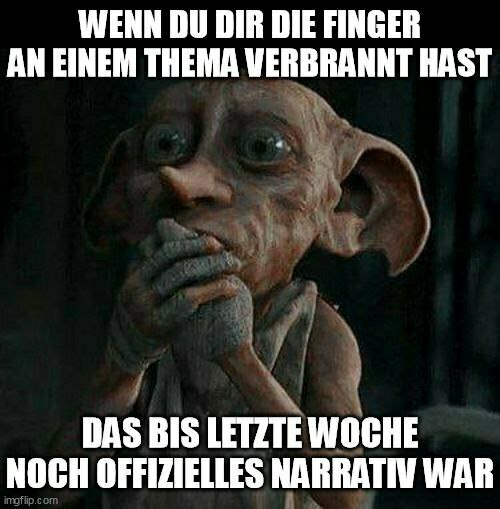 WENN DU DIR DIE FINGER
AN EINEM THEMA VERBRANNT HAST
DAS BIS LETZTE WOCHE
NOCH OFFIZIELLES NARRATIV WAR
imgflip.com